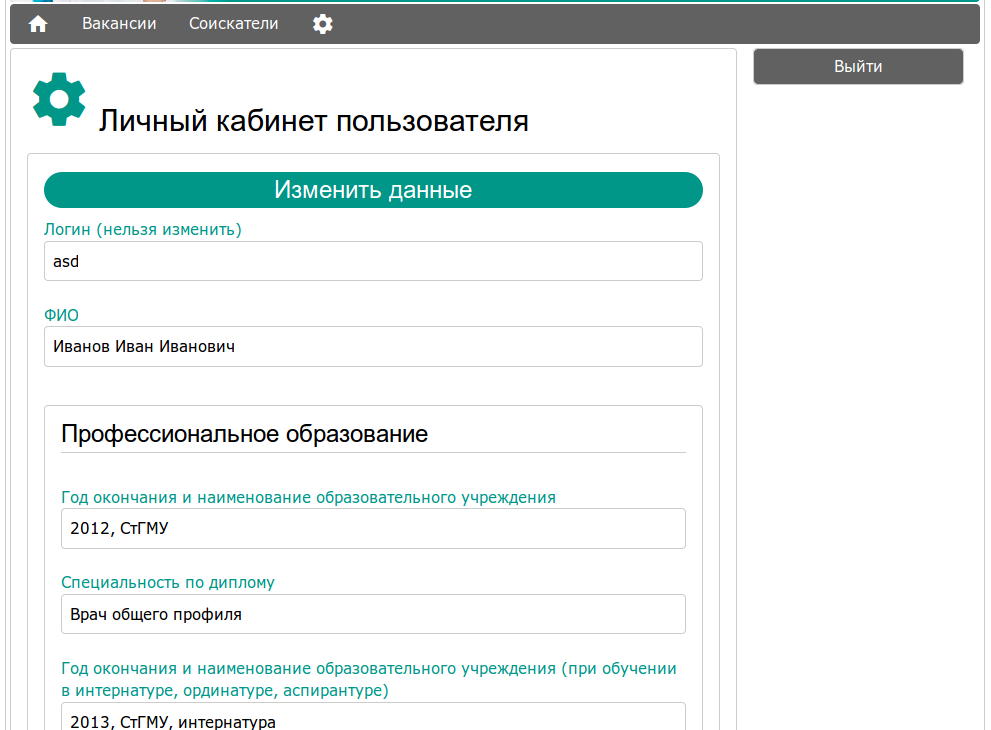 Вакансии Соискатели
Выйти
Личный кабинет пользователя
Изменить данные
Логин (нельзя изменить)
asd
ФИО
Иванов Иван Иванович
Профессиональное образование
Год окончания и наименование образовательного учреждения
2012, СтГМУ
Специальность по диплому
Врач общего профиля
Год окончания и наименование образовательного учреждения (при обучении
в интернатуре, ординатуре, аспирантуре)
2013, СтГМУ, интернатура